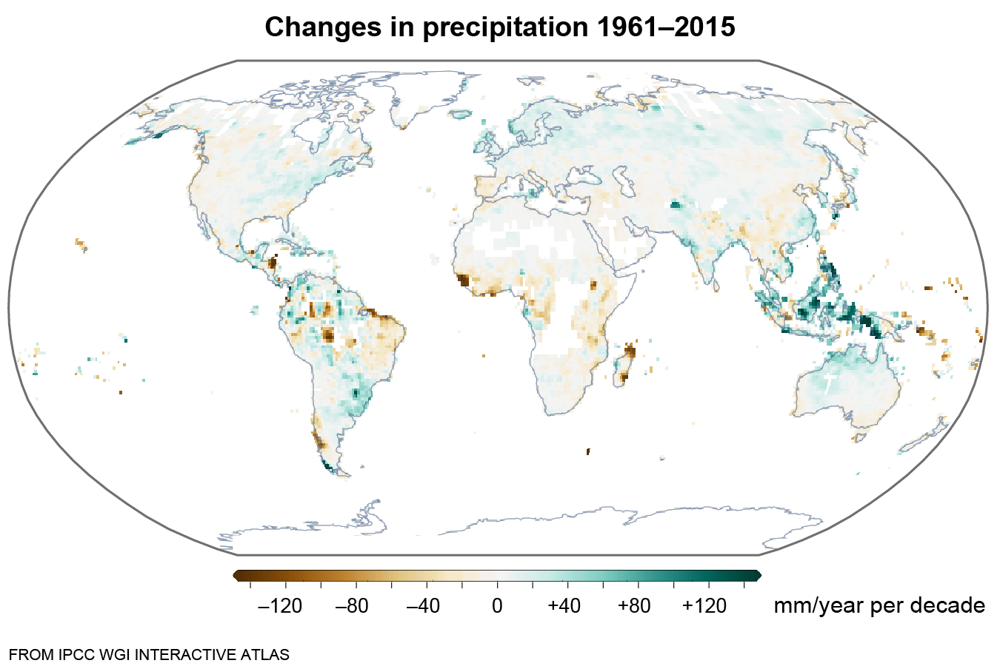 Changes in precipitation 1961–2015
–120 –80 –40 0 +40 +80 +120 mm/year per decade
FROM IPCC WGI INTERACTIVE ATLAS